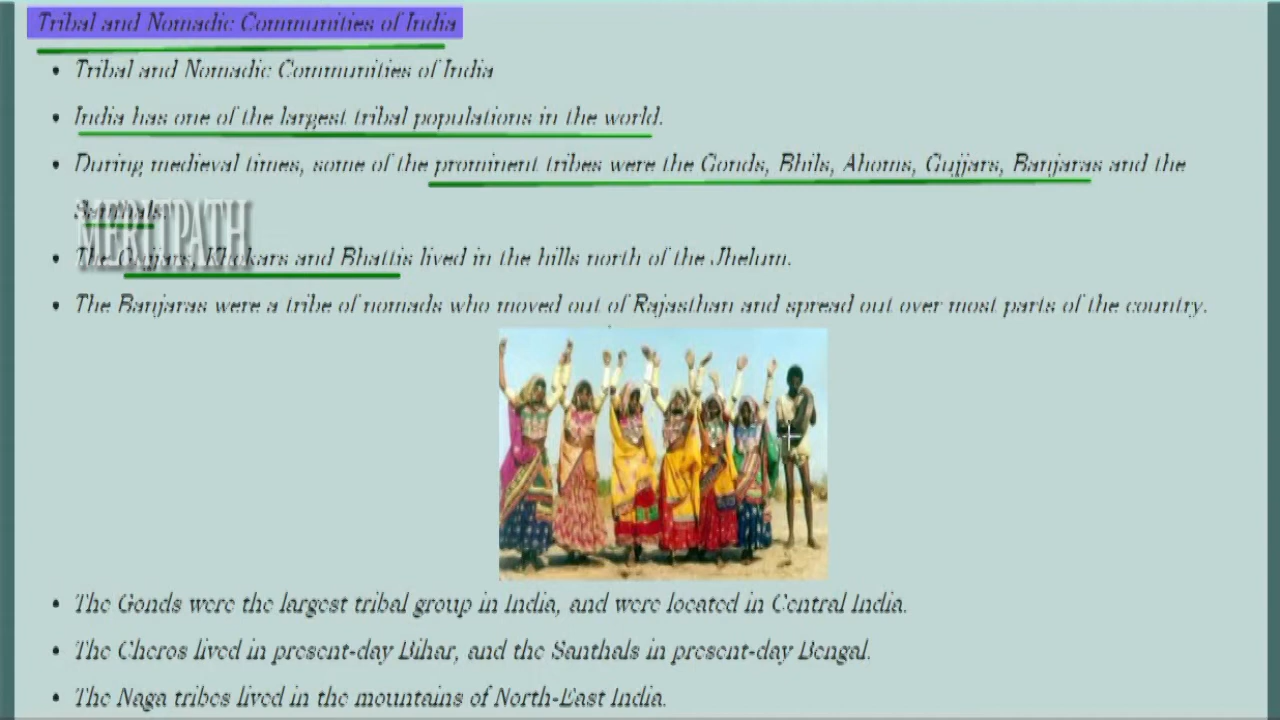 Tribal and Nomadic Communities of India
• Tribal and Nomadic Communities of India
• India has one of the largest tribal populations in the world.
• During medieval times, some of the prominent tribes were the Gonds, Bhils, Ahoms, Gujjars, Banjaras and the
Santhals.
MERITPATH
• The Gujjars, Khokars and Bhattis lived in the hills north of the Jhelum.
• The Banjaras were a tribe of nomads who moved out of Rajasthan and spread out over most parts of the country.
• The Gonds were the largest tribal group in India, and were located in Central India.
• The Cheros lived in present-day Bihar, and the Santhals in present-day Bengal.
• The Naga tribes lived in the mountains of North-East India.